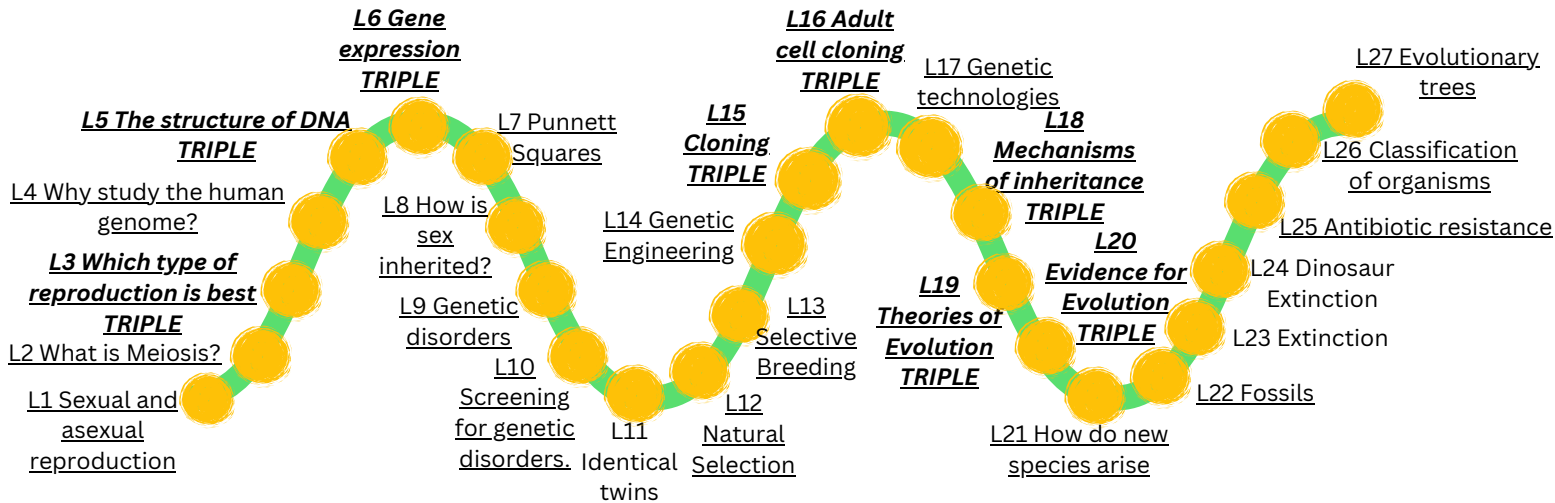 L1 Sexual and
asexual
reproduction
L2 What is Meiosis?
L3 Which type of
reproduction is best
TRIPLE
L4 Why study the human
genome?
L5 The structure of DNA
TRIPLE
L6 Gene
expression
TRIPLE
L7 Punnett
Squares
L8 How is
sex
inherited?
L9 Genetic
disorders
L10
Screening
for genetic
disorders.
L11
Identical
twins
L12
Natural
Selection
L13
Selective
Breeding
L14 Genetic
Engineering
L15
Cloning
TRIPLE
L16 Adult
cell cloning
TRIPLE
L17 Genetic
technologies
L18
Mechanisms
of inheritance
TRIPLE
L19
Theories of
Evolution
TRIPLE
L20
Evidence for
Evolution
TRIPLE
L21 How do new
species arise
L22 Fossils
L23 Extinction
L24 Dinosaur
Extinction
L25 Antibiotic resistance
L26 Classification
of organisms
L27 Evolutionary
trees